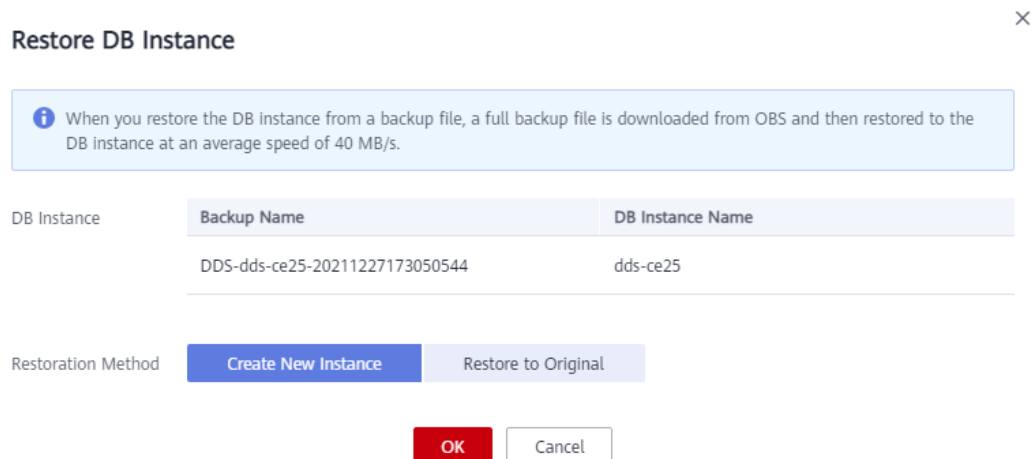 Restore DB Instance
When you restore the DB instance from a backup file, a full backup file is downloaded from OBS and then restored to the
DB instance at an average speed of 40 MB/s.
DB Instance
Backup Name
DB Instance Name
DDS-dds-ce25-20211227173050544
dds-ce25
Restoration Method
Create New Instance
Restore to Original
OK
Cancel